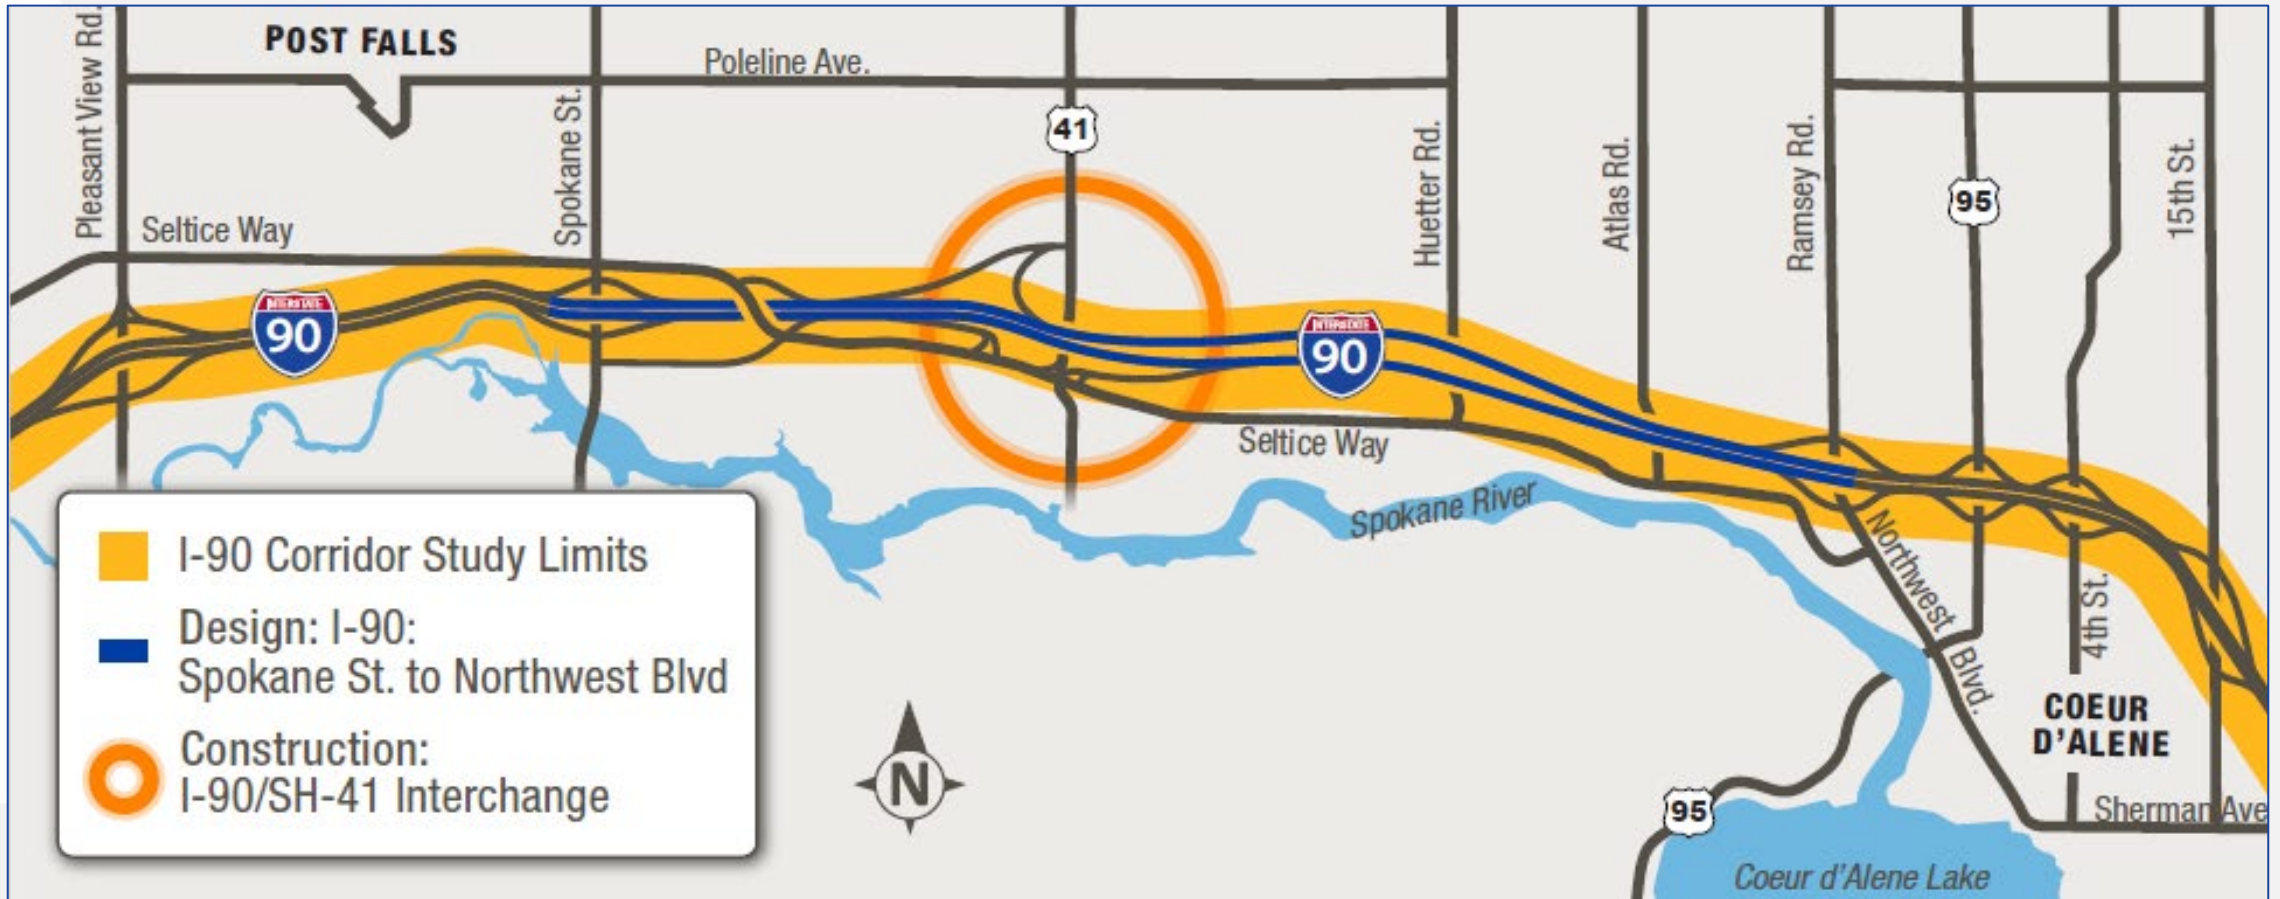 POST FALLS
Pleasant View Rd.
Poleline Ave.
Spokane St.
41
Huetter Rd.
Atlas Rd.
Ramsey Rd.
95
15th St.
Seltice Way
INTERSTATE
90
INTERSTATE
90
Seltice Way
Spokane River
Northwest Blvd.
4th St.
COEUR
D'ALENE
Sherman Ave
95
Coeur d'Alene Lake
N
I-90 Corridor Study Limits
Design: I-90:
Spokane St. to Northwest Blvd
Construction:
I-90/SH-41 Interchange